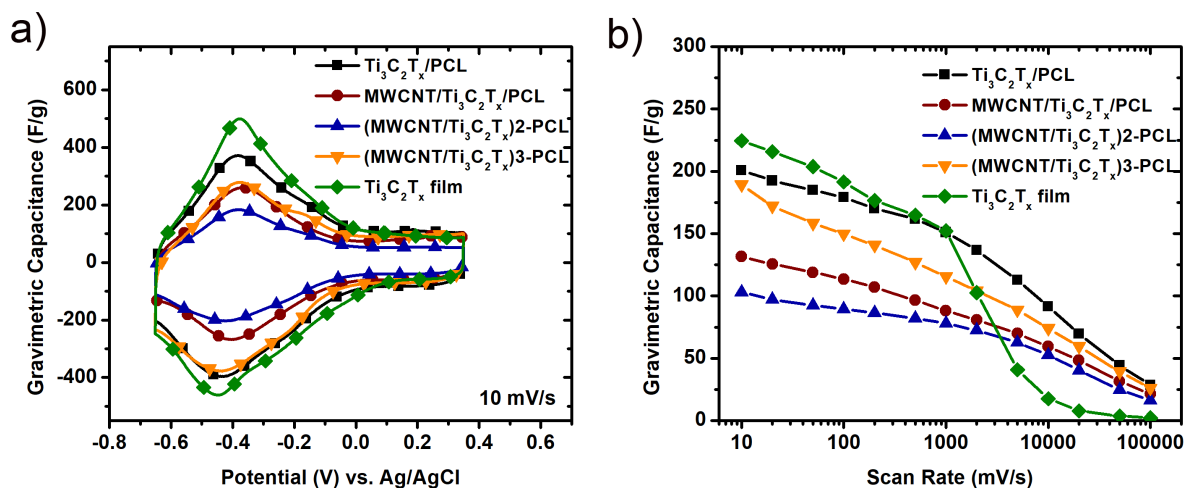 a)
Gravimetric Capacitance (F/g)
600
400
200
0
-200
-400
-0.8
-0.6
-0.4
-0.2
0.0
0.2
0.4
0.6
Potential (V) vs. Ag/AgCl
Ti3C2Tx/PCL
MWCNT/Ti3C2Tx/PCL
(MWCNT/Ti3C2Tx)2-PCL
(MWCNT/Ti3C2Tx)3-PCL
Ti3C2Tx film
10 mV/s
b)
Gravimetric Capacitance (F/g)
300
250
200
150
100
50
0
10
100
1000
10000
100000
Scan Rate (mV/s)
Ti3C2Tx/PCL
MWCNT/Ti3C2Tx/PCL
(MWCNT/Ti3C2Tx)2-PCL
(MWCNT/Ti3C2Tx)3-PCL
Ti3C2Tx film